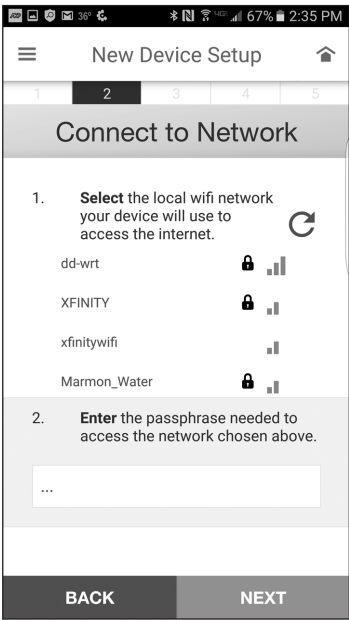 ADP 36° 4GE 67% 2:35 PM
New Device Setup
1 2 3 4 5
Connect to Network
1. Select the local wifi network
your device will use to
access the internet.
dd-wrt
XFINITY
xfinitywifi
Marmon_Water
2. Enter the passphrase needed to
access the network chosen above.
...
BACK NEXT